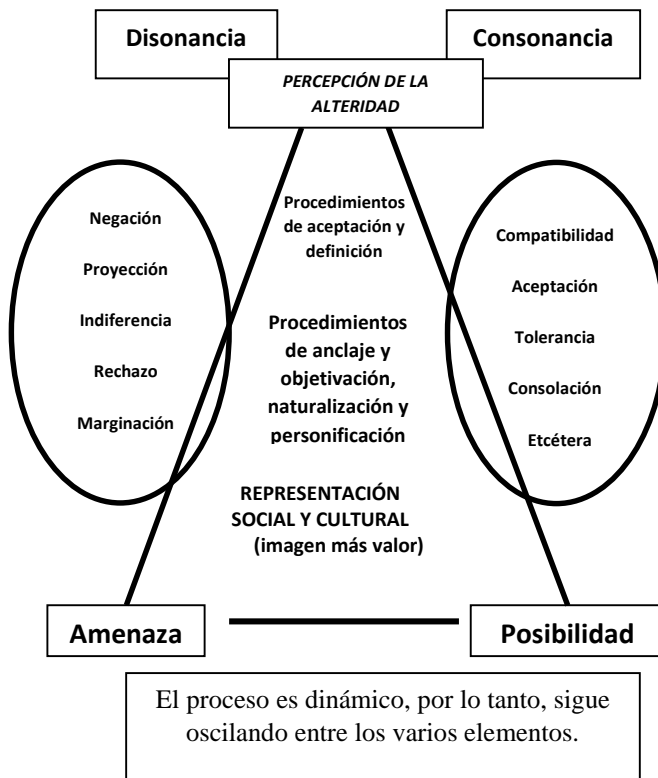 Disonancia
Consonancia
PERCEPCIÓN DE LA
ALTERIDAD
Negación
Proyección
Indiferencia
Rechazo
Marginación
Procedimientos
de aceptación y
definición
Procedimientos
de anclaje y
objetivación,
naturalización y
personificación
REPRESENTACIÓN
SOCIAL Y CULTURAL
(imagen más valor)
Compatibilidad
Aceptación
Tolerancia
Consolación
Etcétera
Amenaza
Posibilidad
El proceso es dinámico, por lo tanto, sigue
oscilando entre los varios elementos.